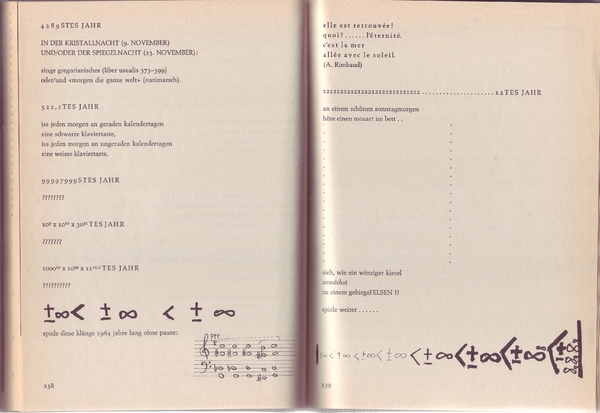 4289STES JAHR
IN DER KRISTALLNACHT (9. NOVEMBER)
UND/ODER DER SPIEGELNACHT (23. NOVEMBER):
singe gregorianisches (liber usualis 373–399)
oder/und «morgen die ganze welt» (nazimarsch).
522,1TES JAHR
iss jeden morgen an geraden kalendertagen
eine schwarze klaviertaste,
iss jeden morgen an ungeraden kalendertagen
eine weisse klaviertaste.
99997999STES JAHR
????????
TES JAHR
???????
TES JAHR
??????????
±∞< ± ∞ < ± ∞
spiele diese klänge 1964 jahre lang ohne pause:
ppp
238
elle est retrouvée!
quoi? . . . . . . l'éternité.
c'est la mer
allée avec le soleil.
(A. Rimbaud)
12TES JAHR
an einem schönen sonntagmorgen
höre einen mozart im bett . .
sieh, wie ein winziger kiesel
anwächst
zu einem gebirgsFELSEN !!
spiele weiter . . . . . .
±∞< ±∞< ±∞< ±∞< ±∞< ±∞< ±∞< ±
239